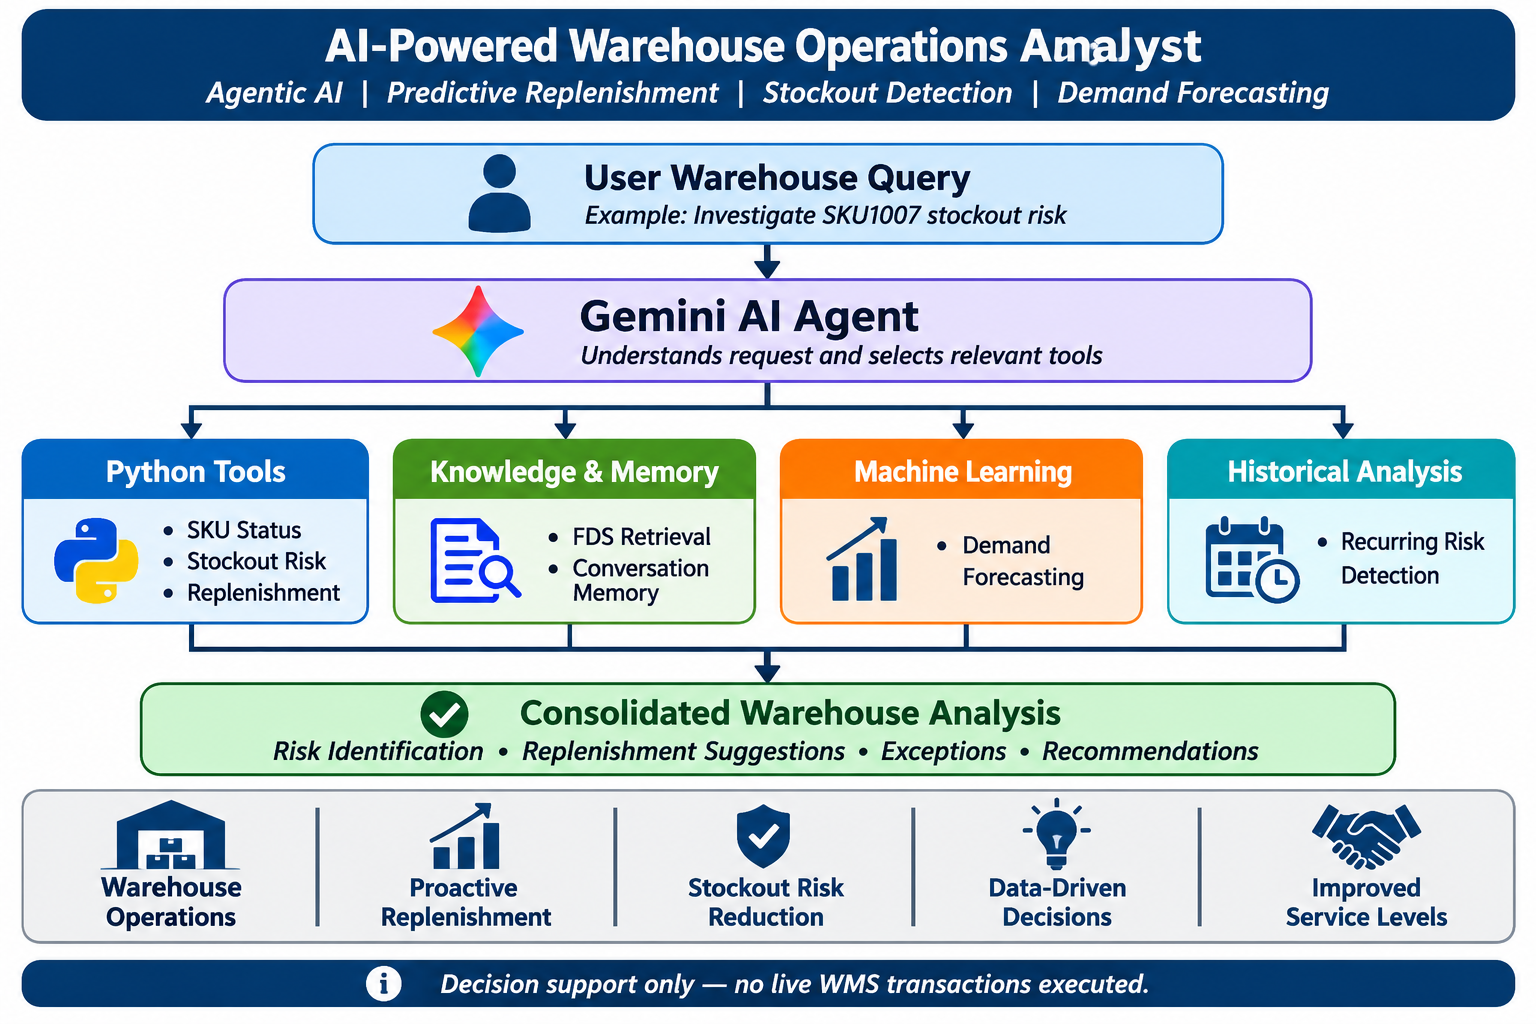 AI-Powered Warehouse Operations
Agentic AI | Predictive Replenishment | Stockout Detection | Demand Forecasting
User Warehouse Query
Example: Investigate SKU1007 stockout risk
Gemini AI Agent
Understands request and selects relevant tools
Python Tools
• SKU Status
• Stockout Risk
• Replenishment
Knowledge & Memory
• FDS Retrieval
• Conversation
Memory
Machine Learning
• Demand
Forecasting
Historical Analysis
• Recurring Risk
Detection
Consolidated Warehouse Analysis
Risk Identification • Replenishment Suggestions • Exceptions • Recommendations
Warehouse
Operations
Proactive
Replenishment
Stockout Risk
Reduction
Data-Driven
Decisions
Improved
Service Levels
Decision support only — no live WMS transactions executed.